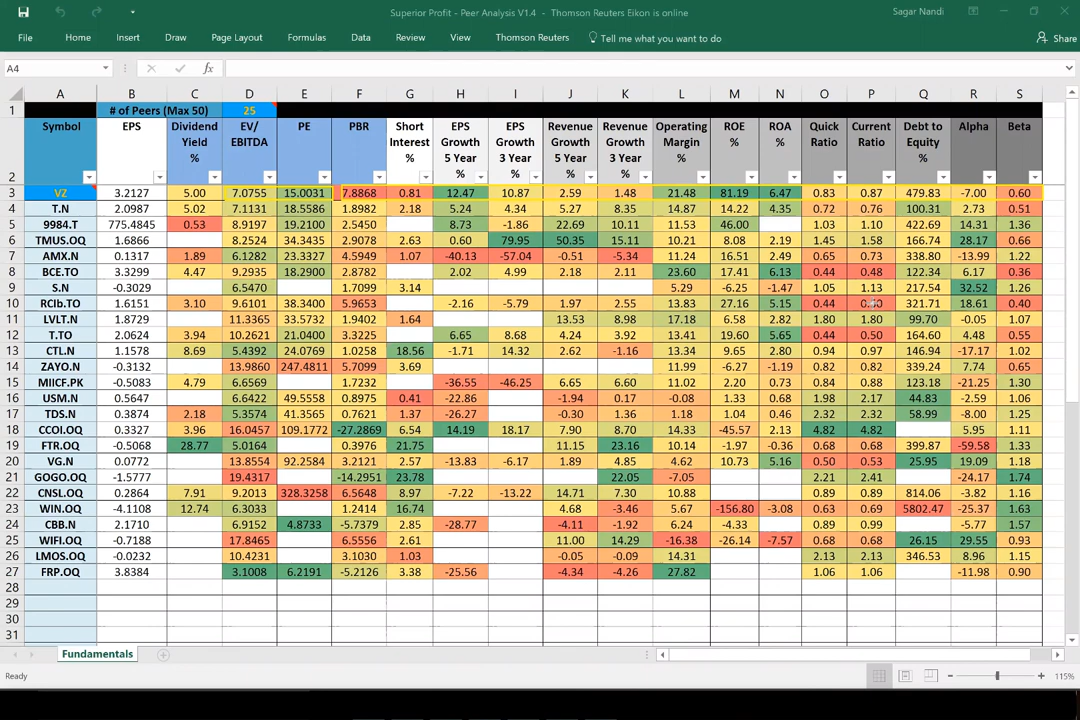 Superior Profit - Peer Analysis V1.4 - Thomson Reuters Eikon is online
Sagar Nandi
File Home Insert Draw Page Layout Formulas Data Review View Thomson Reuters Tell me what you want to do Share
A4 fx
A B C D E F G H I J K L M N O P Q R S
1 # of Peers (Max 50) 25
2 Symbol EPS Dividend Yield % EV/ EBITDA PE PBR Short Interest % EPS Growth 5 Year % EPS Growth 3 Year % Revenue Growth 5 Year % Revenue Growth 3 Year % Operating Margin % ROE % ROA % Quick Ratio Current Ratio Debt to Equity % Alpha Beta
3 VZ 3.2127 5.00 7.0755 15.0031 7.8868 0.81 12.47 10.87 2.59 1.48 21.48 81.19 6.47 0.83 0.87 479.83 -7.00 0.60
4 T.N 2.0987 5.02 7.1131 18.5586 1.8982 2.18 5.24 4.34 5.27 8.35 14.87 14.22 4.35 0.72 0.76 100.31 2.73 0.51
5 9984.T 775.4845 0.53 8.9197 19.2100 2.5450 8.73 -1.86 22.69 10.11 11.53 46.00 1.03 1.10 422.69 14.31 1.36
6 TMUS.OQ 1.6866 8.2524 34.3435 2.9078 2.63 0.60 79.95 50.35 15.11 10.21 8.08 2.19 1.45 1.58 166.74 28.17 0.66
7 AMX.N 0.1317 1.89 6.1282 23.3337 4.5949 1.07 -40.13 -57.04 0.51 -5.34 11.24 16.51 2.49 0.65 0.73 338.80 -13.99 1.22
8 BCE.TO 3.3299 4.47 9.2935 18.2900 2.8782 2.02 4.99 2.18 2.11 23.60 17.41 6.13 0.44 0.48 122.34 6.17 0.36
9 S.N -0.3029 6.5470 1.7099 3.14 5.29 -6.25 -1.47 1.05 1.13 217.54 32.52 1.26
10 RCIb.TO 1.6151 3.10 9.6101 38.3400 5.9653 -2.16 -5.79 1.97 2.55 13.83 27.16 5.15 0.44 321.71 18.61 0.40
11 LVLT.N 1.8729 11.3365 33.5732 1.9402 1.64 13.53 8.98 17.18 6.58 2.82 1.80 1.80 99.70 -0.05 1.07
12 T.TO 2.0623 3.94 10.2621 21.0400 3.3225 6.65 8.68 4.24 3.92 13.41 19.60 5.65 0.44 0.50 164.60 4.48 0.55
13 CTL.N 1.1578 8.69 5.4392 24.0769 1.0258 18.56 -1.71 14.32 2.62 -1.16 13.34 9.65 2.80 0.94 0.97 146.94 -17.17 1.02
14 ZAYO.N -0.3132 13.9860 247.4811 5.7099 3.69 11.99 -6.27 -1.19 0.82 0.82 339.24 7.74 0.65
15 MIICF.PK -0.5083 4.79 6.6569 1.7232 -36.55 -46.25 6.65 6.60 11.02 2.20 0.73 0.84 0.88 123.18 -21.25 1.30
16 USM.N 0.5647 6.6422 49.5558 0.8975 0.41 -22.86 -1.94 0.17 -0.08 1.33 0.68 1.98 2.17 44.83 -2.59 1.06
17 TDS.N 0.3874 2.18 5.3574 41.3565 0.7621 1.37 -26.27 -0.30 1.36 1.18 1.04 0.46 2.32 2.32 58.99 -8.00 1.25
18 CCOI.OQ 0.3327 3.96 16.0457 109.1772 -27.2869 6.54 14.19 18.17 7.90 8.70 14.33 -45.57 2.13 4.82 4.82 5.95 1.11
19 FTR.OQ -0.5068 28.77 5.0164 0.3976 21.75 11.15 23.16 10.14 -1.97 -0.36 0.68 0.68 399.87 -59.58 1.33
20 VG.N 0.0772 13.8554 92.2584 3.2121 2.57 -13.83 -6.17 1.89 4.85 4.62 10.73 5.16 0.50 0.53 25.95 19.09 1.18
21 GOGO.OQ -1.5777 19.4317 -14.2951 23.78 22.05 -7.05 2.21 2.41 -24.17 1.74
22 CNSL.OQ 0.2864 7.91 9.2013 328.3258 6.5648 8.97 -7.22 -13.22 14.71 7.30 10.88 0.89 0.89 814.06 -3.82 1.16
23 WIN.OQ -4.1108 12.74 6.3033 1.2414 16.74 4.68 -3.46 5.67 -156.80 -3.08 0.63 0.69 5802.47 -25.37 1.63
24 CBB.N 2.1710 6.9152 4.8733 -5.7379 2.85 -28.77 -4.11 -1.92 6.24 -4.33 0.89 0.99 -5.77 1.57
25 WIFI.OQ -0.7188 17.8465 6.5556 2.61 11.00 14.29 -16.38 -26.14 -7.57 0.68 0.68 26.15 29.55 0.93
26 LMOS.OQ -0.0232 10.4231 3.1030 1.03 -0.05 -0.09 14.31 2.13 2.13 346.53 8.96 1.15
27 FRP.OQ 3.8384 3.1008 6.2191 -5.2126 3.38 -25.56 -4.34 -4.26 27.82 1.06 1.06 -11.98 0.90
28
29
30
31
Fundamentals
Ready 115%